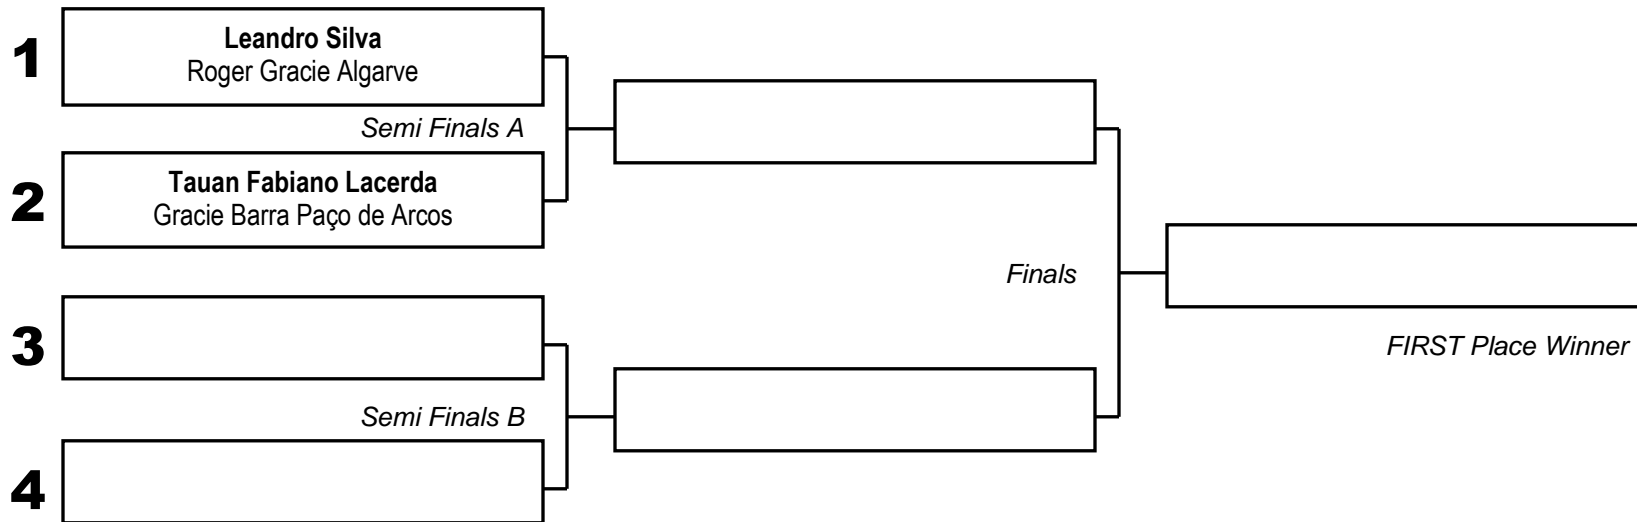 1
Leandro Silva
Roger Gracie Algarve
Semi Finals A
2
Tauan Fabiano Lacerda
Gracie Barra Paço de Arcos
Finals
3
FIRST Place Winner
Semi Finals B
4